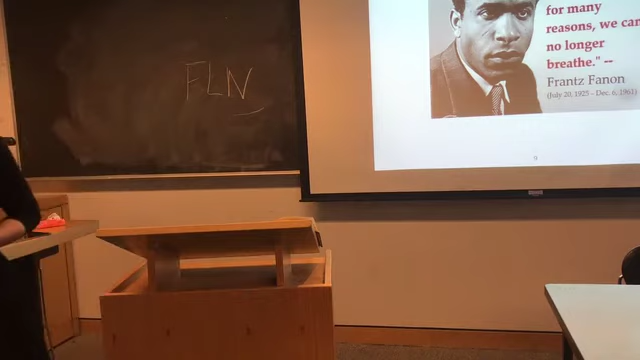 FLN
for many
reasons, we can
no longer
breathe." --
Frantz Fanon
(July 20, 1925 – Dec. 6, 1961)